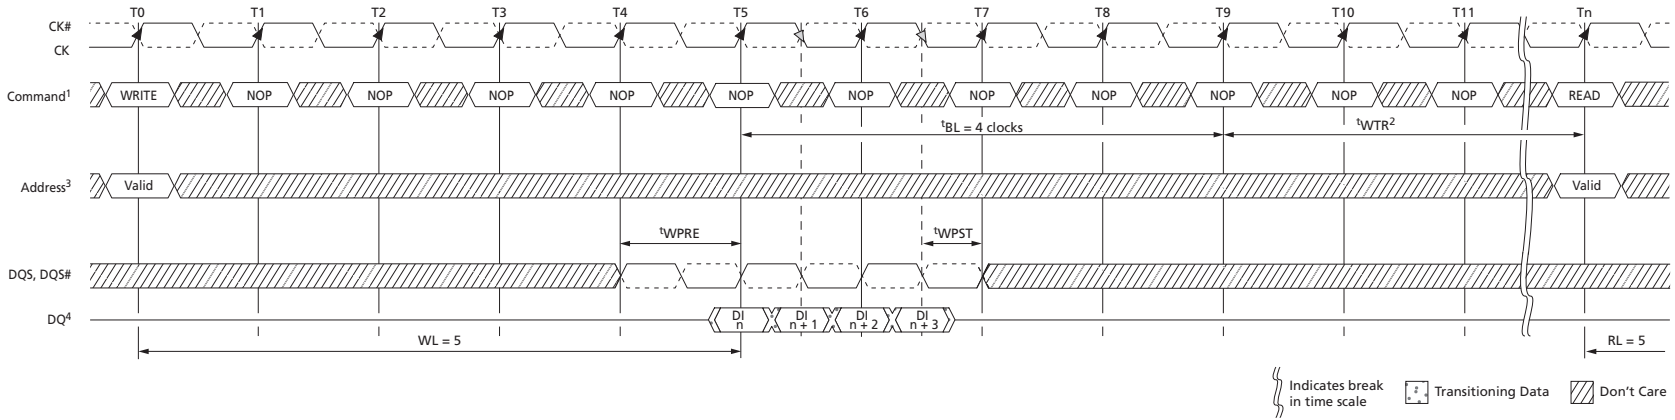 T0 T1 T2 T3 T4 T5 T6 T7 T8 T9 T10 T11 Tn
CK#
CK
Command1 WRITE NOP NOP NOP NOP NOP NOP NOP NOP NOP NOP NOP READ
tBL = 4 clocks tWTR2
Address3 Valid Valid
tWPRE tWPST
DQS, DQS#
DQ4 DI n DI n + 1 DI n + 2 DI n + 3
WL = 5 RL = 5
Indicates break in time scale Transitioning Data Don't Care